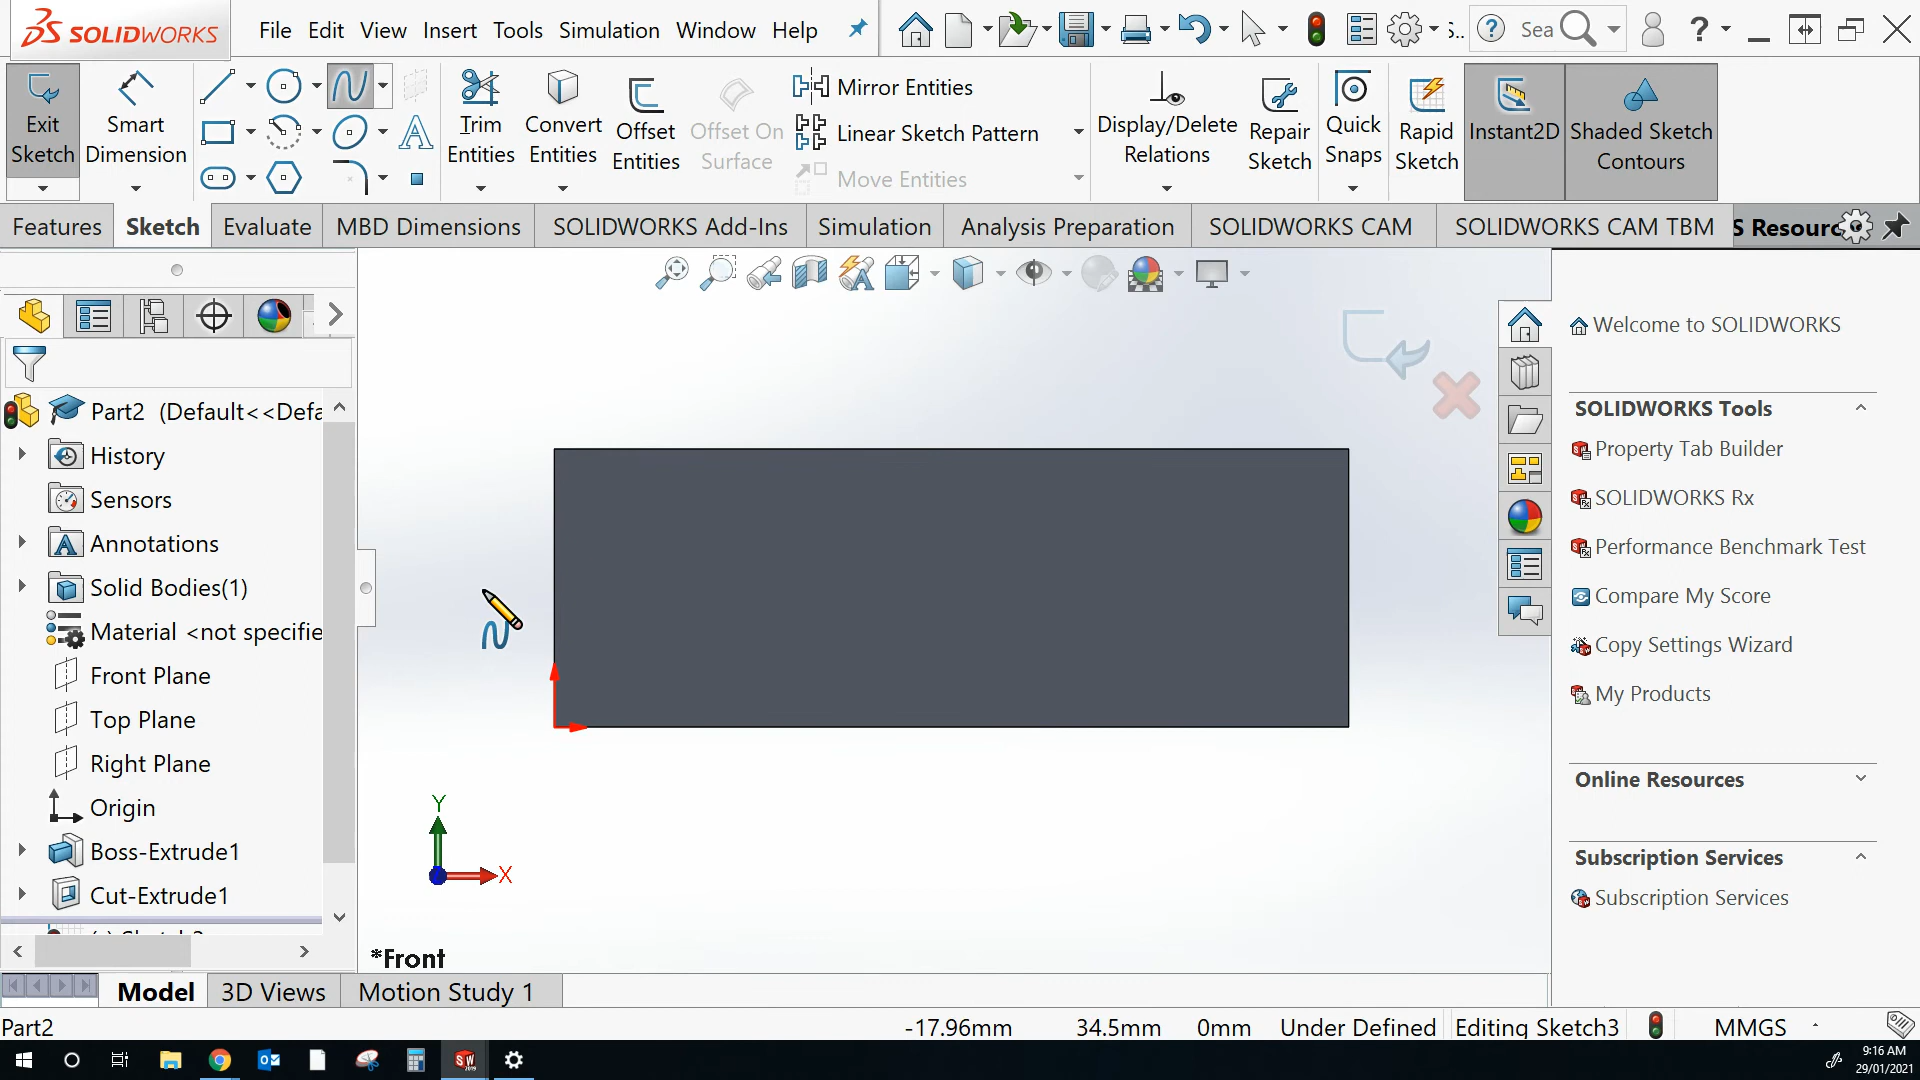 SOLIDWORKS
File Edit View Insert Tools Simulation Window Help
S..
Sea
?
Exit Sketch
Smart Dimension
Trim Entities
Convert Entities
Offset Entities
Offset On Surface
Mirror Entities
Linear Sketch Pattern
Move Entities
Display/Delete Relations
Repair Sketch
Quick Snaps
Rapid Sketch
Instant2D
Shaded Sketch Contours
Features
Sketch
Evaluate
MBD Dimensions
SOLIDWORKS Add-Ins
Simulation
Analysis Preparation
SOLIDWORKS CAM
SOLIDWORKS CAM TBM
S Resourc
Part2 (Default<<Defa
History
Sensors
Annotations
Solid Bodies(1)
Material <not specifie
Front Plane
Top Plane
Right Plane
Origin
Boss-Extrude1
Cut-Extrude1
Y
X
*Front
Welcome to SOLIDWORKS
SOLIDWORKS Tools
Property Tab Builder
SOLIDWORKS Rx
Performance Benchmark Test
Compare My Score
Copy Settings Wizard
My Products
Online Resources
Subscription Services
Subscription Services
Model
3D Views
Motion Study 1
Part2
-17.96mm 34.5mm 0mm Under Defined Editing Sketch3 MMGS
9:16 AM
29/01/2021